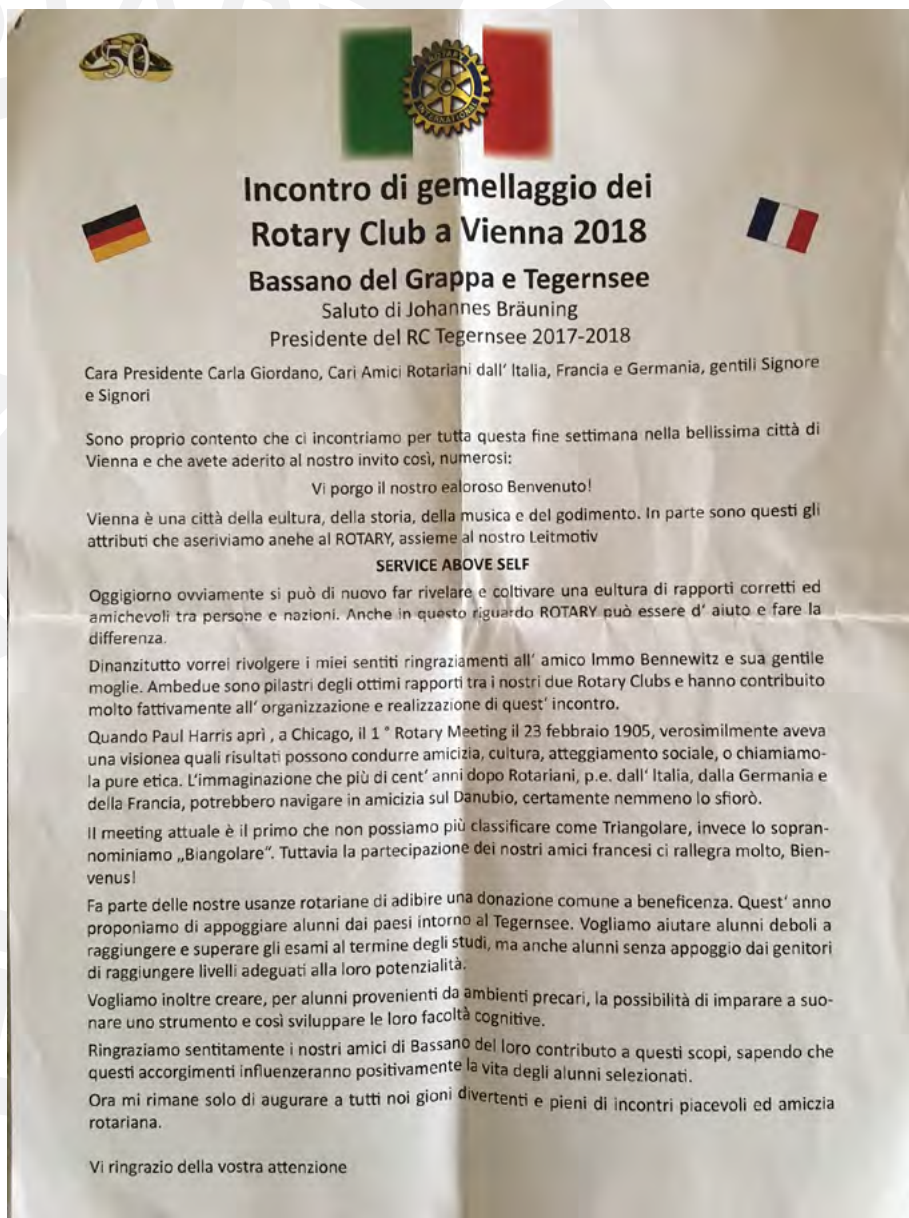 50
ROTARY
INTERNATIONAL
Incontro di gemellaggio dei
Rotary Club a Vienna 2018
Bassano del Grappa e Tegernsee
Saluto di Johannes Bräuning
Presidente del RC Tegernsee 2017-2018
Cara Presidente Carla Giordano, Cari Amici Rotariani dall' Italia, Francia e Germania, gentili Signore
e Signori
Sono proprio contento che ci incontriamo per tutta questa fine settimana nella bellissima città di
Vienna e che avete aderito al nostro invito così, numerosi:
Vi porgo il nostro ealoroso Benvenuto!
Vienna è una città della eultura, della storia, della musica e del godimento. In parte sono questi gli
attributi che aseriviamo anehe al ROTARY, assieme al nostro Leitmotiv
SERVICE ABOVE SELF
Oggigiorno ovviamente si può di nuovo far rivelare e coltivare una eultura di rapporti corretti ed
amichevoli tra persone e nazioni. Anche in questo riguardo ROTARY può essere d' aiuto e fare la
differenza.
Dinanzitutto vorrei rivolgere i miei sentiti ringraziamenti all' amico Immo Bennewitz e sua gentile
moglie. Ambedue sono pilastri degli ottimi rapporti tra i nostri due Rotary Clubs e hanno contribuito
molto fattivamente all' organizzazione e realizzazione di quest' incontro.
Quando Paul Harris aprì , a Chicago, il 1 ° Rotary Meeting il 23 febbraio 1905, verosimilmente aveva
una visionea quali risultati possono condurre amicizia, cultura, atteggiamento sociale, o chiamiamo-
la pure etica. L'immaginazione che più di cent' anni dopo Rotariani, p.e. dall' Italia, dalla Germania e
della Francia, potrebbero navigare in amicizia sul Danubio, certamente nemmeno lo sfiorò.
Il meeting attuale è il primo che non possiamo più classificare come Triangolare, invece lo sopran-
nominiamo „Biangolare". Tuttavia la partecipazione dei nostri amici francesi ci rallegra molto, Bien-
venus!
Fa parte delle nostre usanze rotariane di adibire una donazione comune a beneficenza. Quest' anno
proponiamo di appoggiare alunni dai paesi intorno al Tegernsee. Vogliamo aiutare alunni deboli a
raggiungere e superare gli esami al termine degli studi, ma anche alunni senza appoggio dai genitori
di raggiungere livelli adeguati alla loro potenzialità.
Vogliamo inoltre creare, per alunni provenienti da ambienti precari, la possibilità di imparare a suo-
nare uno strumento e così sviluppare le loro facoltà cognitive.
Ringraziamo sentitamente i nostri amici di Bassano del loro contributo a questi scopi, sapendo che
questi accorgimenti influenzeranno positivamente la vita degli alunni selezionati.
Ora mi rimane solo di augurare a tutti noi gioni divertenti e pieni di incontri piacevoli ed amiczia
rotariana.
Vi ringrazio della vostra attenzione